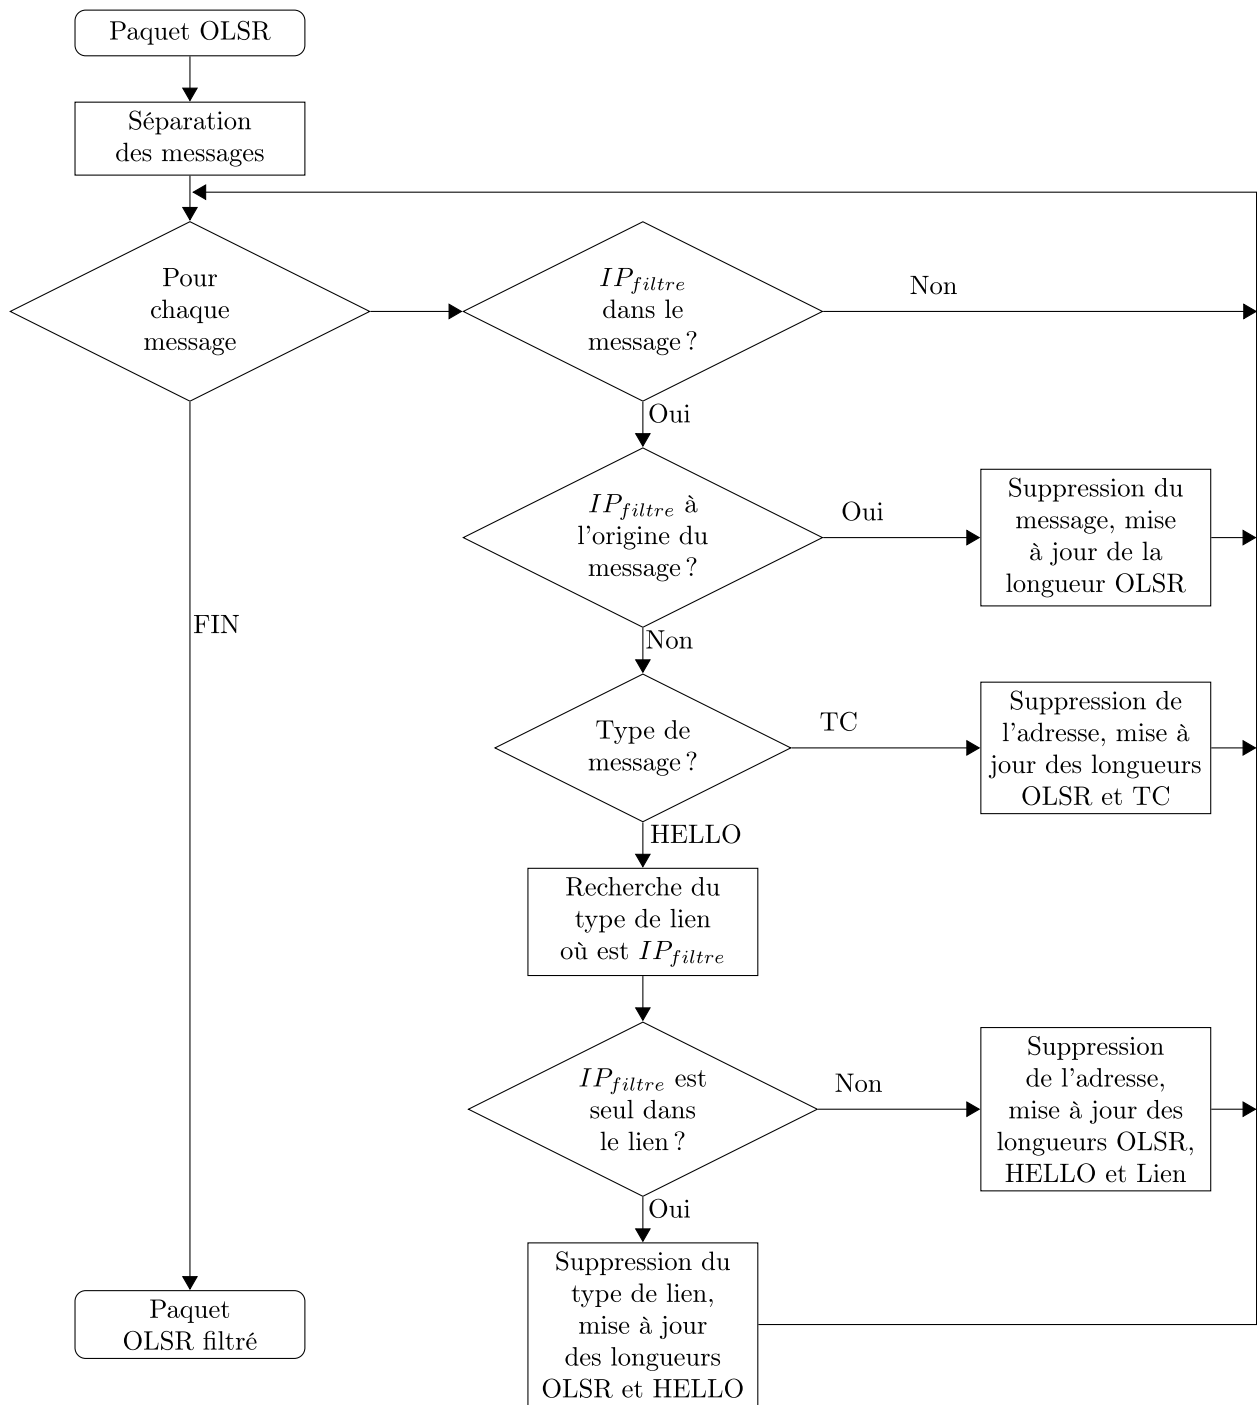 Paquet OLSR
Séparation
des messages
Pour
chaque
message
IP_filtre
dans le
message ?
Non
Oui
IP_filtre à
l'origine du
message ?
Oui
Suppression du
message, mise
à jour de la
longueur OLSR
FIN
Non
Type de
message ?
TC
Suppression de
l'adresse, mise à
jour des longueurs
OLSR et TC
HELLO
Recherche du
type de lien
où est IP_filtre
IP_filtre est
seul dans
le lien ?
Non
Suppression
de l'adresse,
mise à jour des
longueurs OLSR,
HELLO et Lien
Oui
Suppression du
type de lien,
mise à jour
des longueurs
OLSR et HELLO
Paquet
OLSR filtré